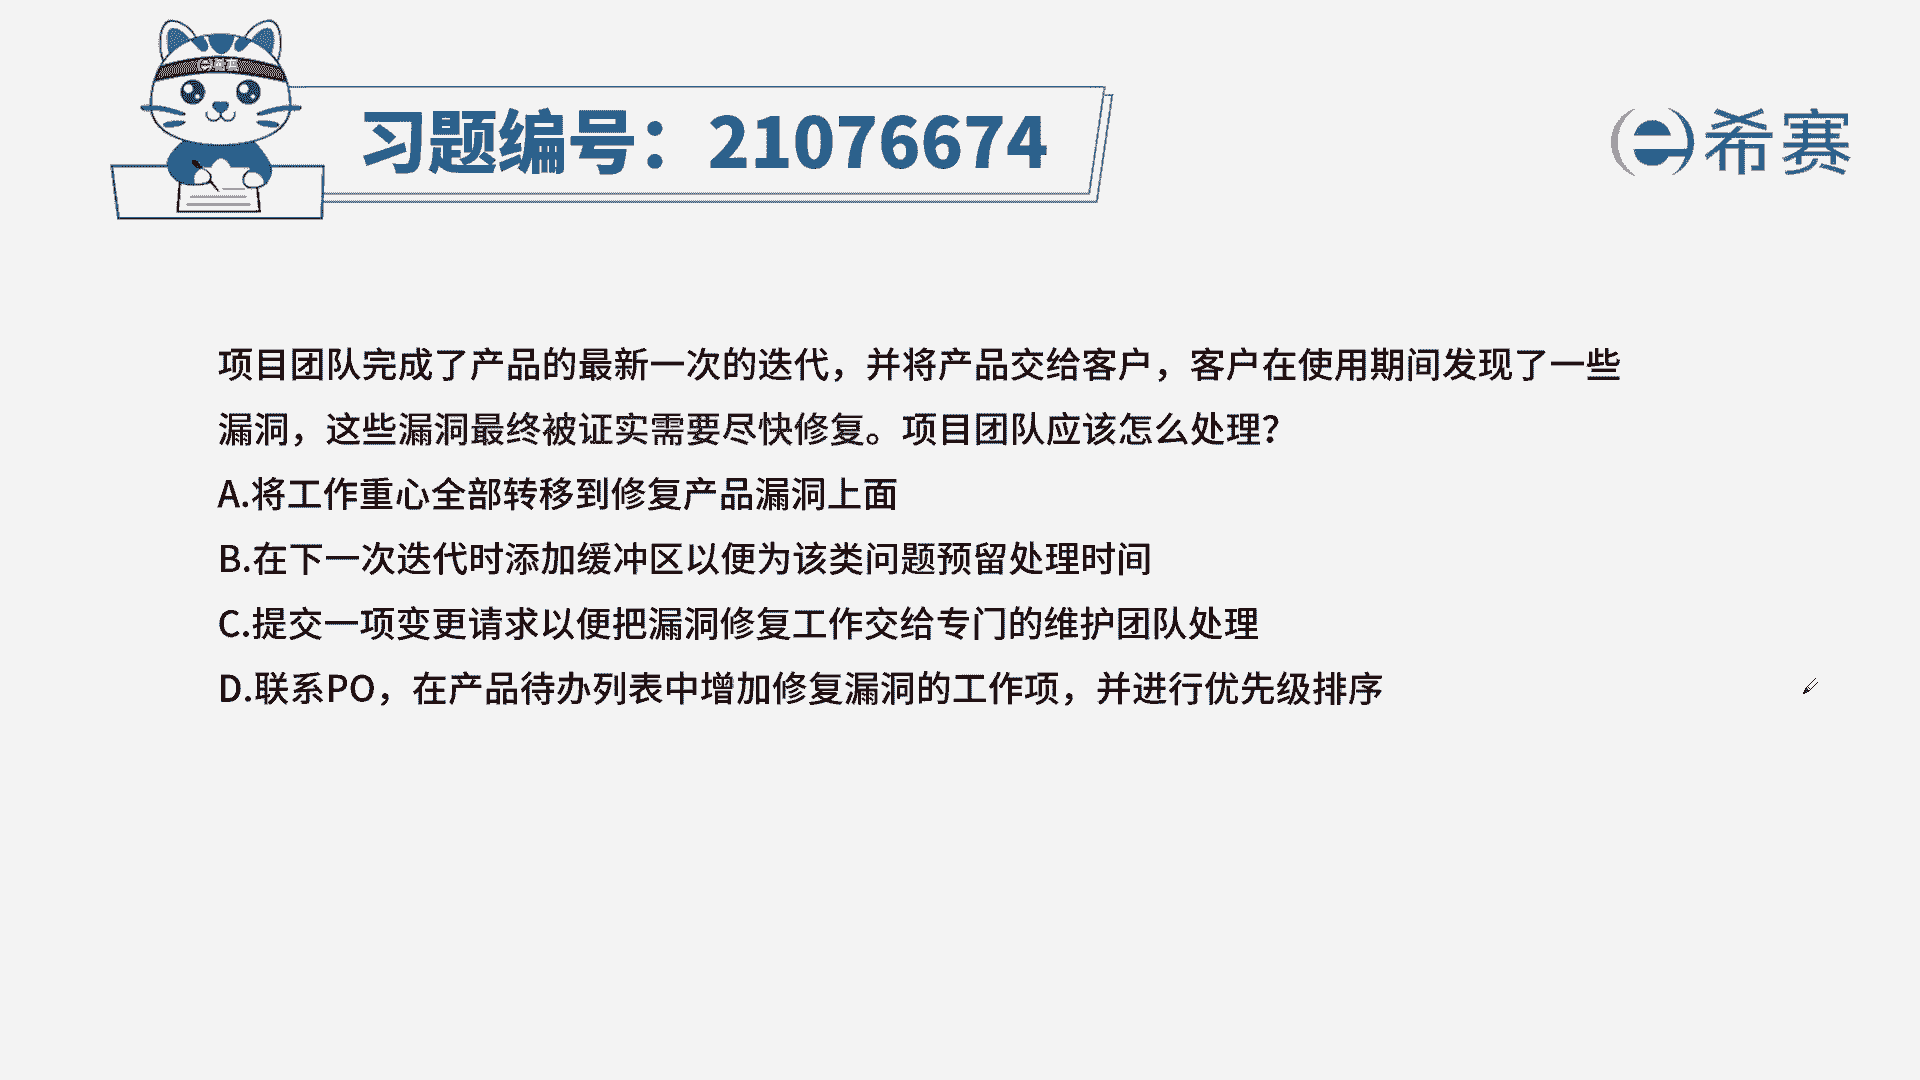 习题编号：21076674
希赛
项目团队完成了产品的最新一次的迭代，并将产品交给客户，客户在使用期间发现了一些
漏洞，这些漏洞最终被证实需要尽快修复。项目团队应该怎么处理？
A.将工作重心全部转移到修复产品漏洞上面
B.在下一次迭代时添加缓冲区以便为该类问题预留处理时间
C.提交一项变更请求以便把漏洞修复工作交给专门的维护团队处理
D.联系PO，在产品待办列表中增加修复漏洞的工作项，并进行优先级排序